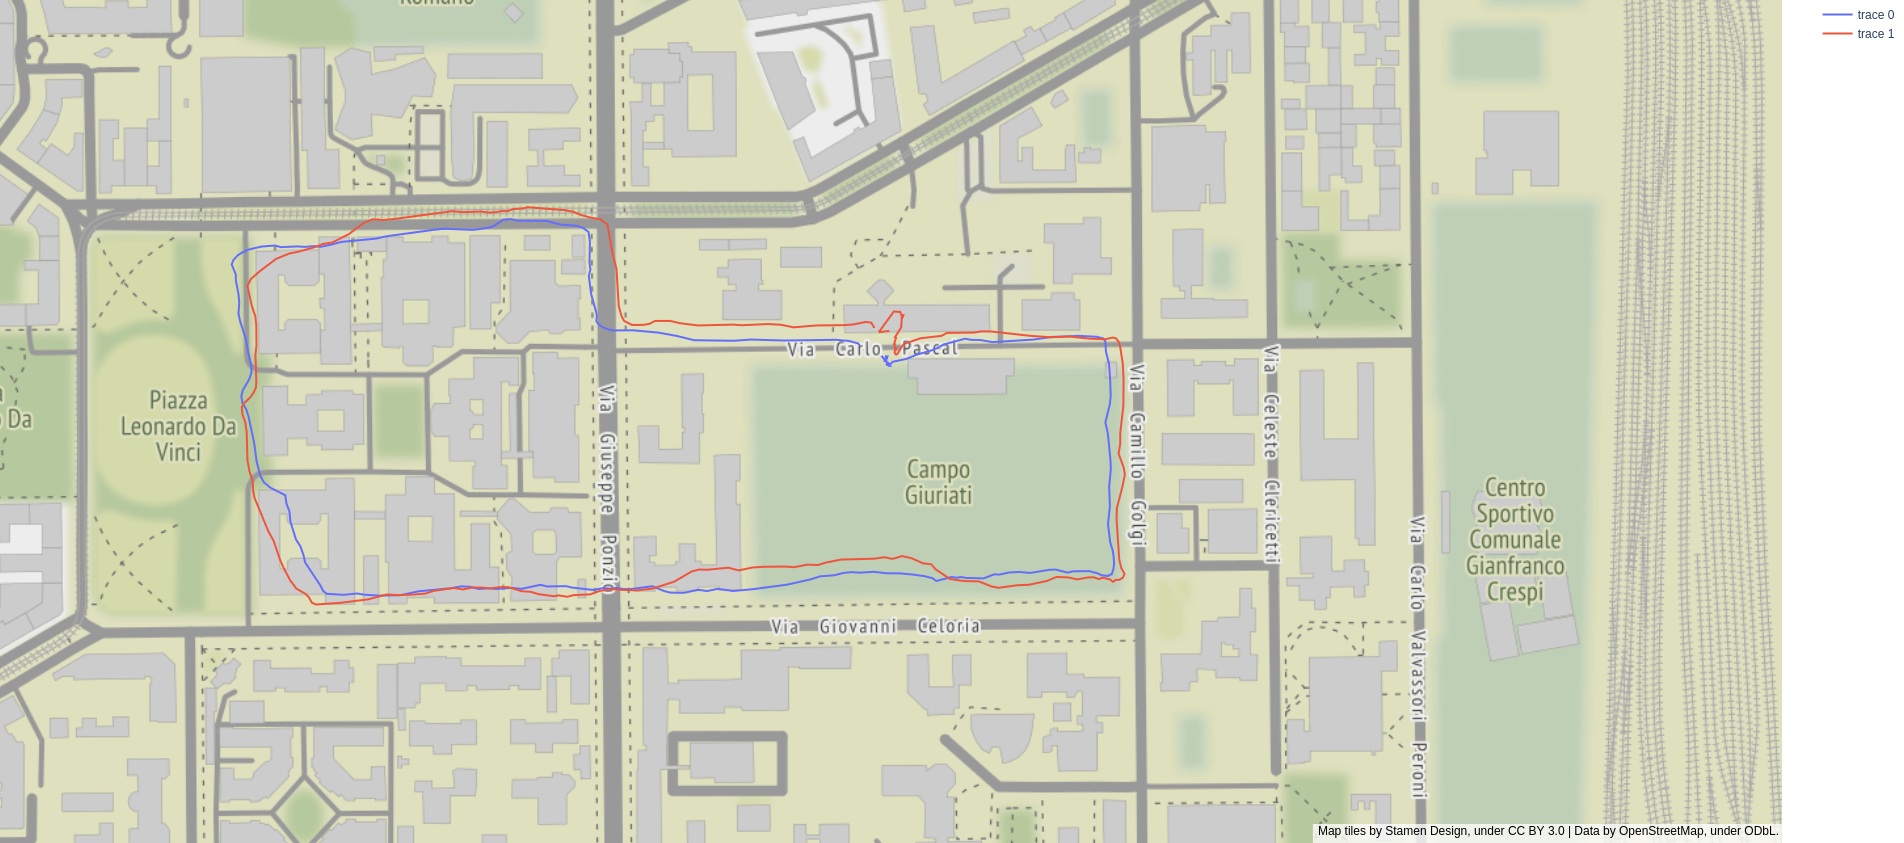 Romano
trace 0
trace 1
Via Carlo Pascal
Piazza
Leonardo Da
Vinci
Da
Via Giuseppe Ponzio
Campo
Giuriati
Via Camillo Golgi
Via Celeste Clericetti
Via Carlo Valvassori Peroni
Centro
Sportivo
Comunale
Gianfranco
Crespi
Via Giovanni Celoria
Map tiles by Stamen Design, under CC BY 3.0 | Data by OpenStreetMap, under ODbL.